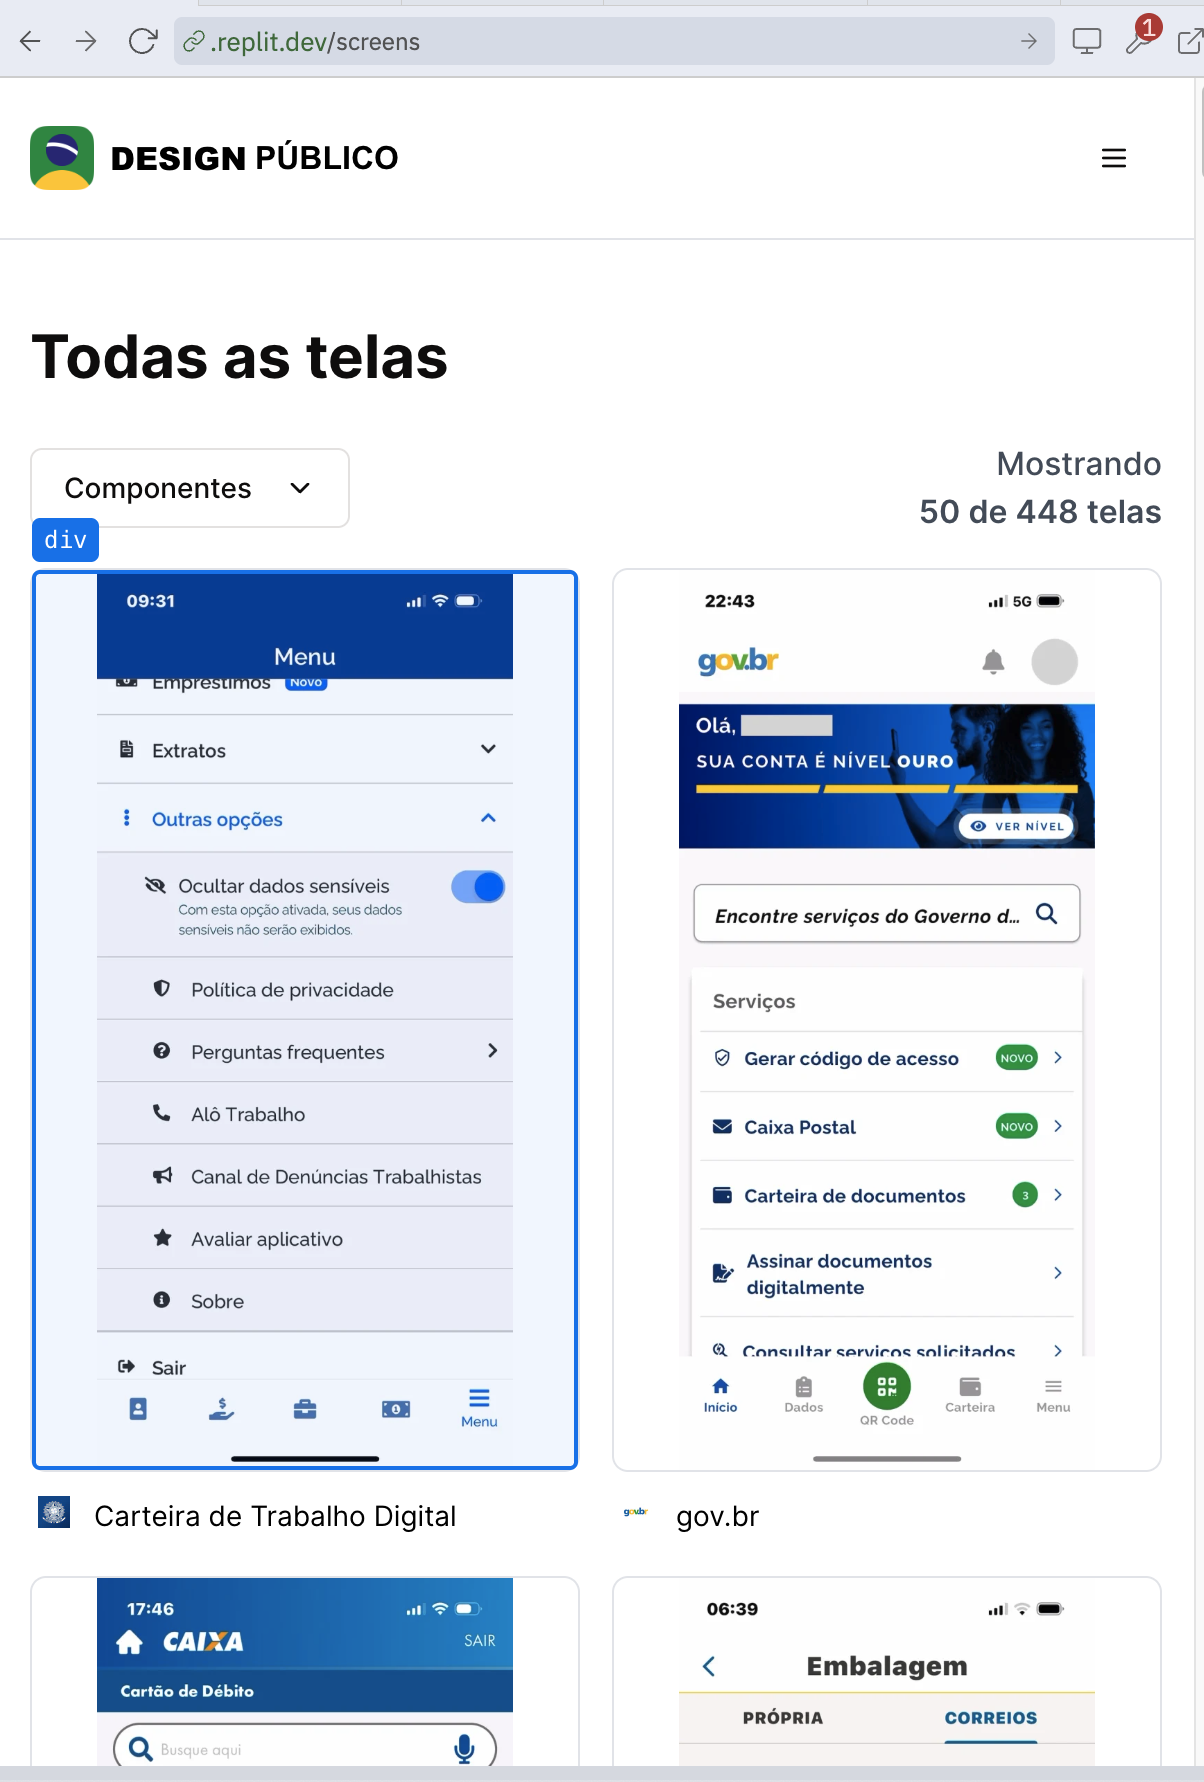 .replit.dev/screens
1
DESIGN PÚBLICO
Todas as telas
Componentes
Mostrando
50 de 448 telas
div
09:31
Menu
Empréstimos Novo
Extratos
Outras opções
Ocultar dados sensíveis
Com esta opção ativada, seus dados
sensíveis não serão exibidos.
Política de privacidade
Perguntas frequentes
Alô Trabalho
Canal de Denúncias Trabalhistas
Avaliar aplicativo
Sobre
Sair
Menu
22:43
5G
gov.br
Olá,
SUA CONTA É NÍVEL OURO
VER NÍVEL
Encontre serviços do Governo d...
Serviços
Gerar código de acesso NOVO
Caixa Postal NOVO
Carteira de documentos 3
Assinar documentos
digitalmente
Consultar serviços solicitados
Início
Dados
QR Code
Carteira
Menu
Carteira de Trabalho Digital
gov.br gov.br
17:46
CAIXA
SAIR
Cartão de Débito
Busque aqui
06:39
Embalagem
PRÓPRIA
CORREIOS